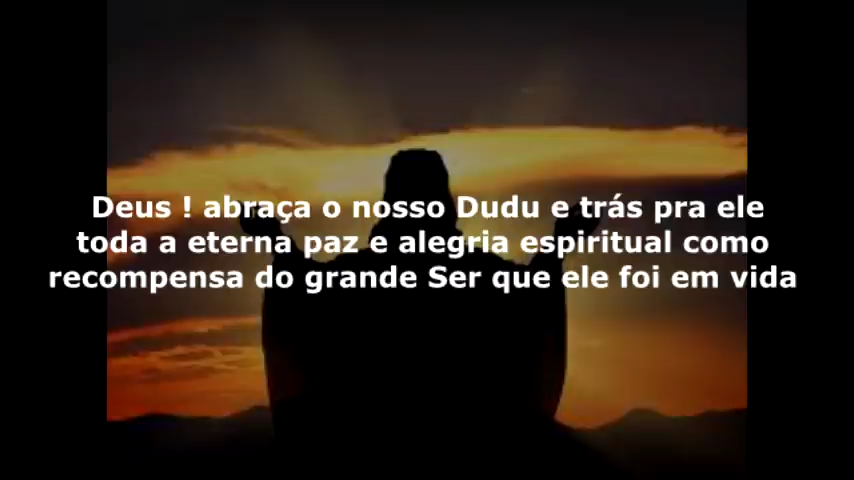 Deus ! abraça o nosso Dudu e trás pra ele
toda a eterna paz e alegria espiritual como
recompensa do grande Ser que ele foi em vida